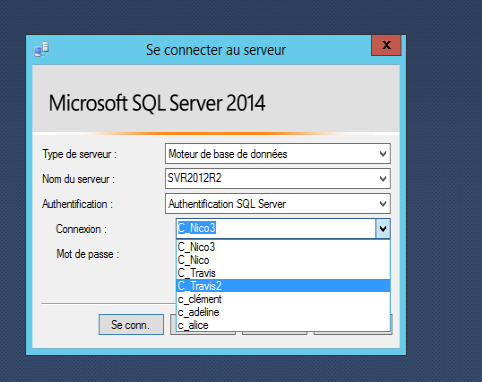 Se connecter au serveur
x
Microsoft SQL Server 2014
Type de serveur :
Moteur de base de données
Nom du serveur :
SVR2012R2
Authentification :
Authentification SQL Server
Connexion :
C_Nico3
Mot de passe :
C_Nico3
C_Nico
C_Travis
C_Travis2
c_clément
c_adeline
c_alice
Se conn.